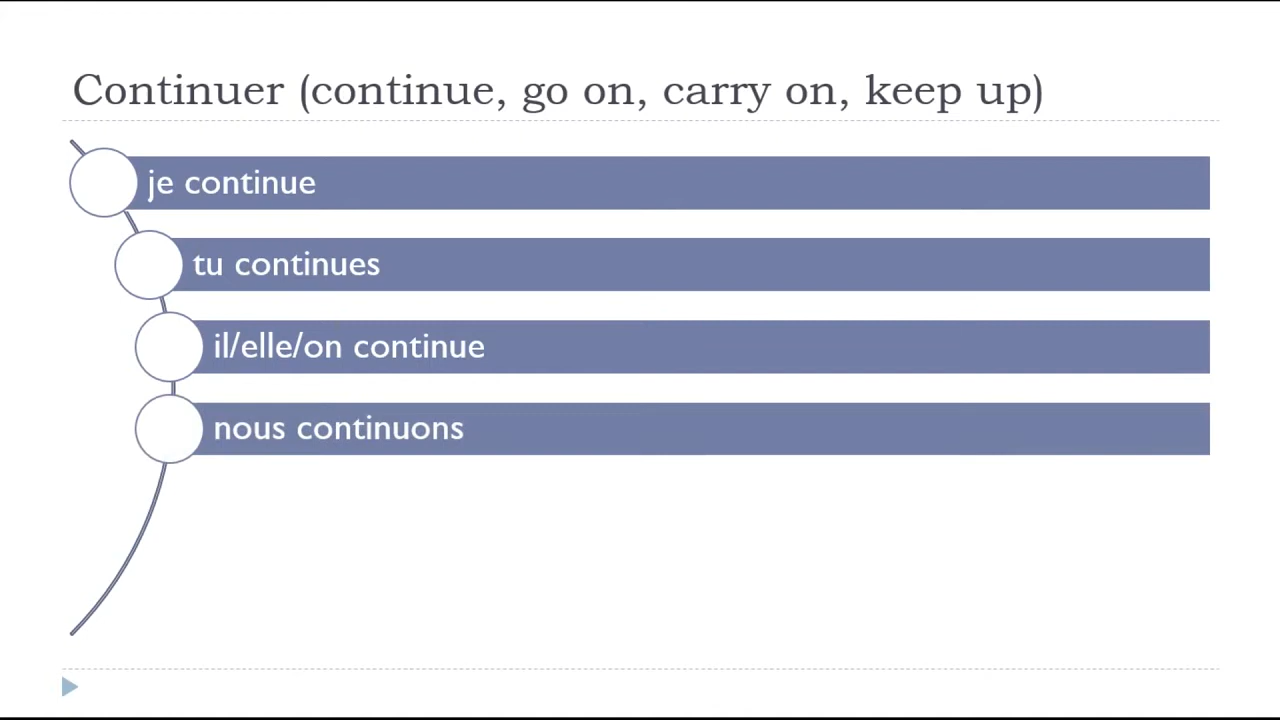 Continuer (continue, go on, carry on, keep up)
je continue
tu continues
il/elle/on continue
nous continuons